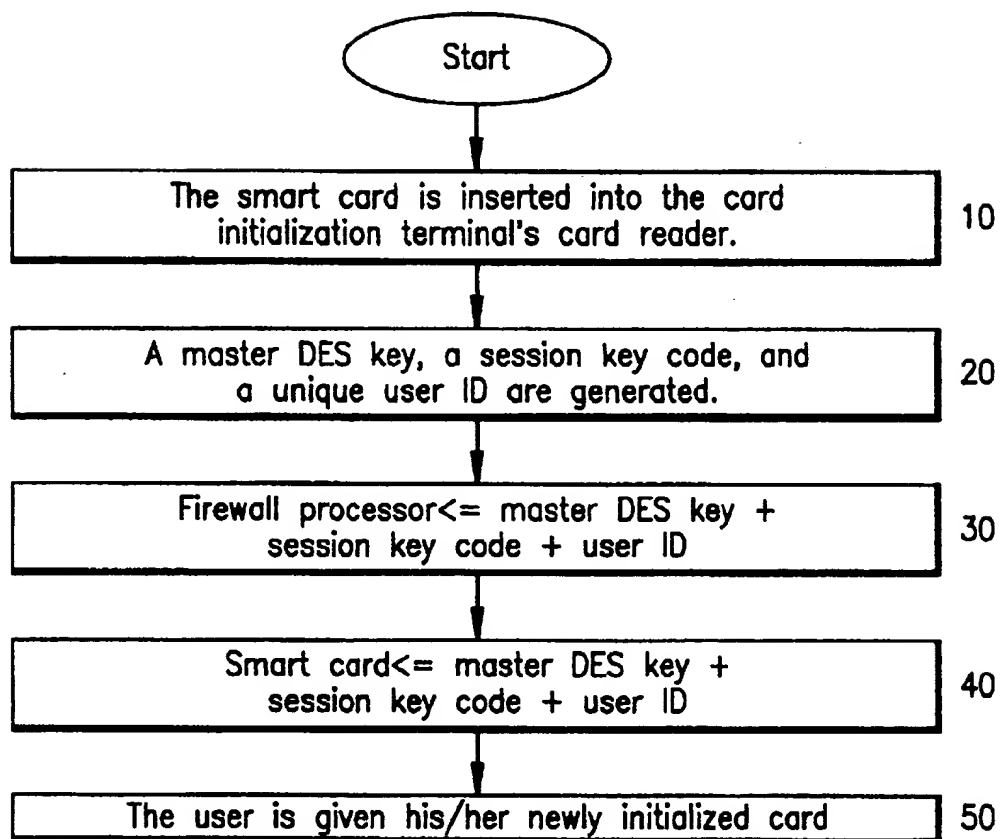 Start
The smart card is inserted into the card
initialization terminal's card reader.
10
A master DES key, a session key code, and
a unique user ID are generated.
20
Firewall processor<= master DES key +
session key code + user ID
30
Smart card<= master DES key +
session key code + user ID
40
The user is given his/her newly initialized card
50